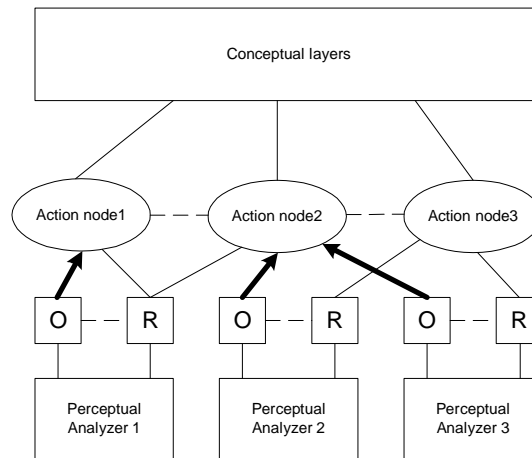 Conceptual layers
Action node1
Action node2
Action node3
O
R
O
R
O
R
Perceptual
Analyzer 1
Perceptual
Analyzer 2
Perceptual
Analyzer 3